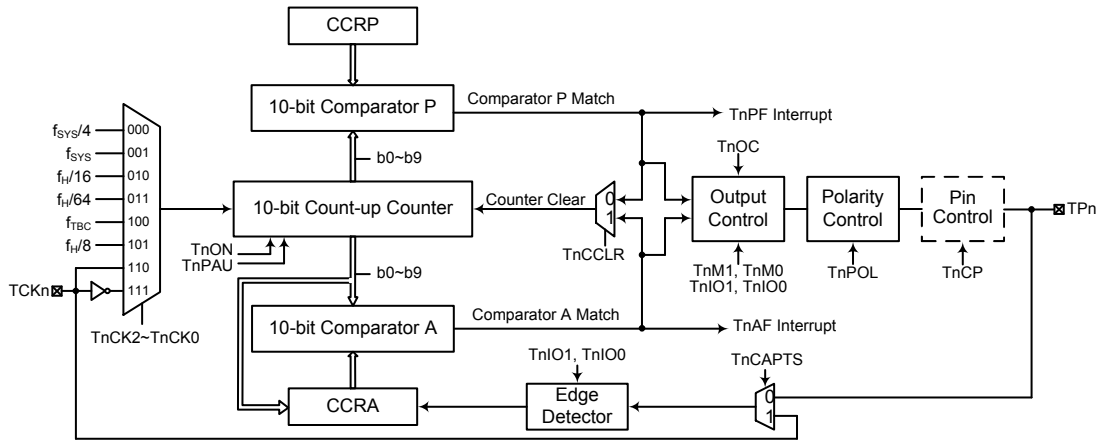 CCRP
10-bit Comparator P
Comparator P Match
TnPF Interrupt
fSYS/4
000
fSYS
001
fH/16
010
fH/64
011
fTBC
100
fH/8
101
110
111
TCKn
TnCK2~TnCK0
b0~b9
10-bit Count-up Counter
TnON
TnPAU
Counter Clear
0
1
TnCCLR
TnOC
Output
Control
TnM1, TnM0
TnIO1, TnIO0
Polarity
Control
TnPOL
Pin
Control
TnCP
TPn
b0~b9
10-bit Comparator A
Comparator A Match
TnAF Interrupt
CCRA
TnIO1, TnIO0
Edge
Detector
TnCAPTS
0
1